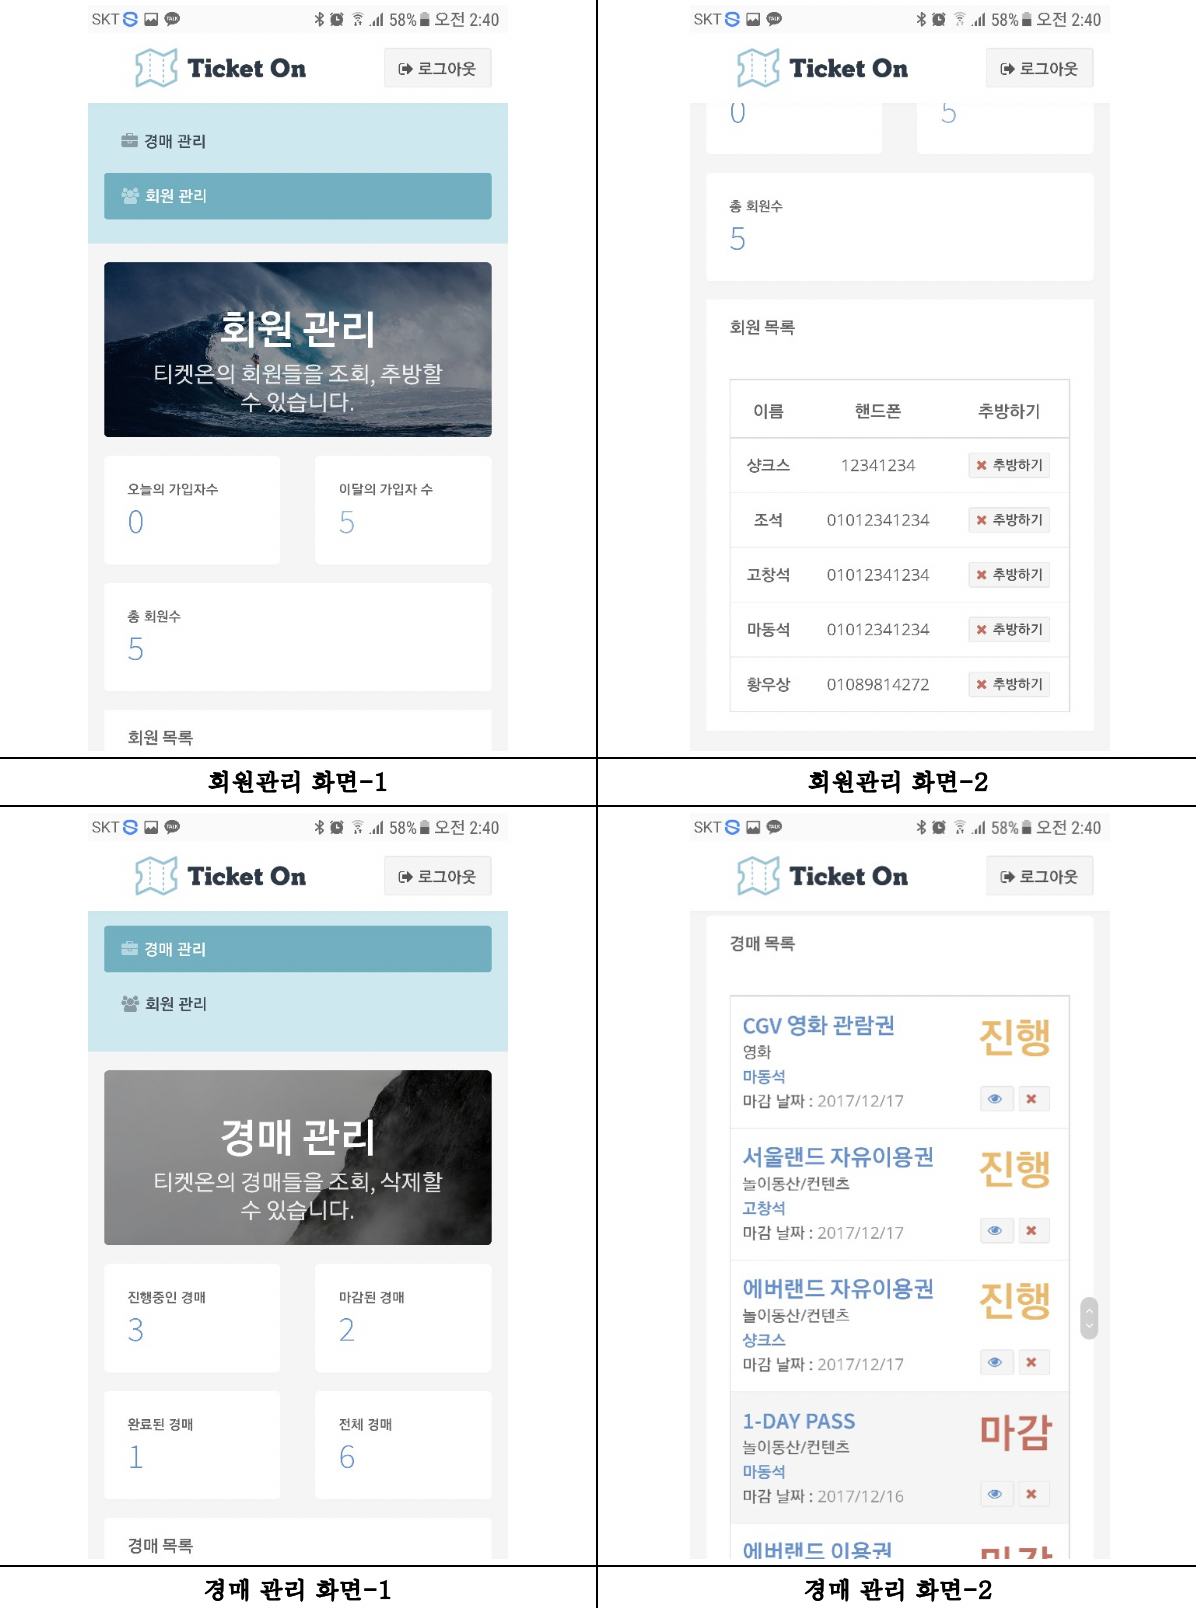 SKT 58% 오전 2:40
Ticket On 로그아웃
경매 관리
회원 관리
회원 관리
티켓온의 회원들을 조회, 추방할
수 있습니다.
오늘의 가입자수 이달의 가입자 수
0 5
총 회원수
5
회원 목록
회원관리 화면-1
SKT 58% 오전 2:40
Ticket On 로그아웃
0 5
총 회원수
5
회원 목록
이름 핸드폰 추방하기
샹크스 12341234 추방하기
조석 01012341234 추방하기
고창석 01012341234 추방하기
마동석 01012341234 추방하기
황우상 01089814272 추방하기
회원관리 화면-2
SKT 58% 오전 2:40
Ticket On 로그아웃
경매 관리
회원 관리
경매 관리
티켓온의 경매들을 조회, 삭제할
수 있습니다.
진행중인 경매 마감된 경매
3 2
완료된 경매 전체 경매
1 6
경매 목록
경매 관리 화면-1
SKT 58% 오전 2:40
Ticket On 로그아웃
경매 목록
CGV 영화 관람권 진행
영화
마동석
마감 날짜 : 2017/12/17
서울랜드 자유이용권 진행
놀이동산/컨텐츠
고창석
마감 날짜 : 2017/12/17
에버랜드 자유이용권 진행
놀이동산/컨텐츠
샹크스
마감 날짜 : 2017/12/17
1-DAY PASS 마감
놀이동산/컨텐츠
마동석
마감 날짜 : 2017/12/16
에버랜드 이용권 마감
경매 관리 화면-2